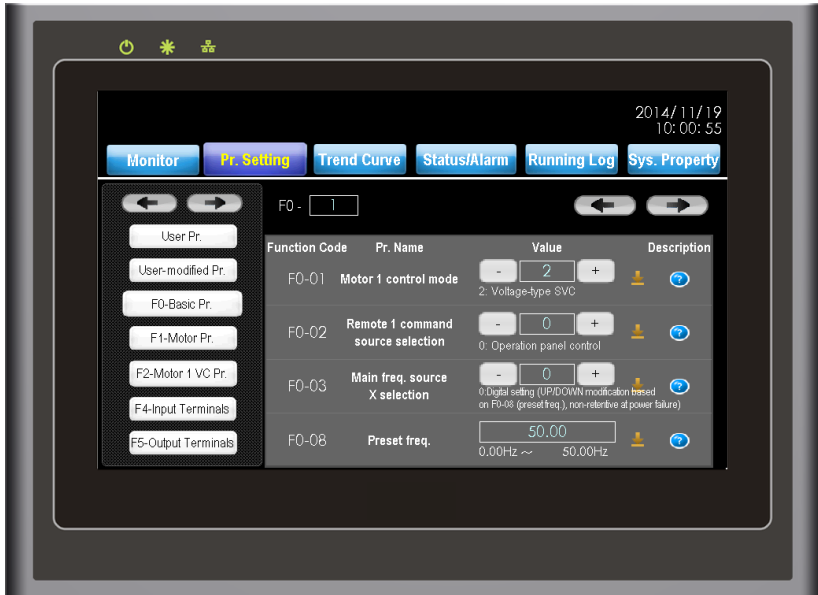 2014/11/19
10:00:55
Monitor Pr. Setting Trend Curve Status/Alarm Running Log Sys. Property
F0 - 1
User Pr.
User-modified Pr.
F0-Basic Pr.
F1-Motor Pr.
F2-Motor 1 VC Pr.
F4-Input Terminals
F5-Output Terminals
Function Code Pr. Name Value Description
F0-01 Motor 1 control mode - 2 + ?
2: Voltage-type SVC
F0-02 Remote 1 command source selection - 0 + ?
0: Operation panel control
F0-03 Main freq. source X selection - 0 + ?
0:Digital setting (UP/DOWN modification based
on F0-08 (preset freq.), non-retentive at power failure)
F0-08 Preset freq. 50.00 ?
0.00Hz ~ 50.00Hz